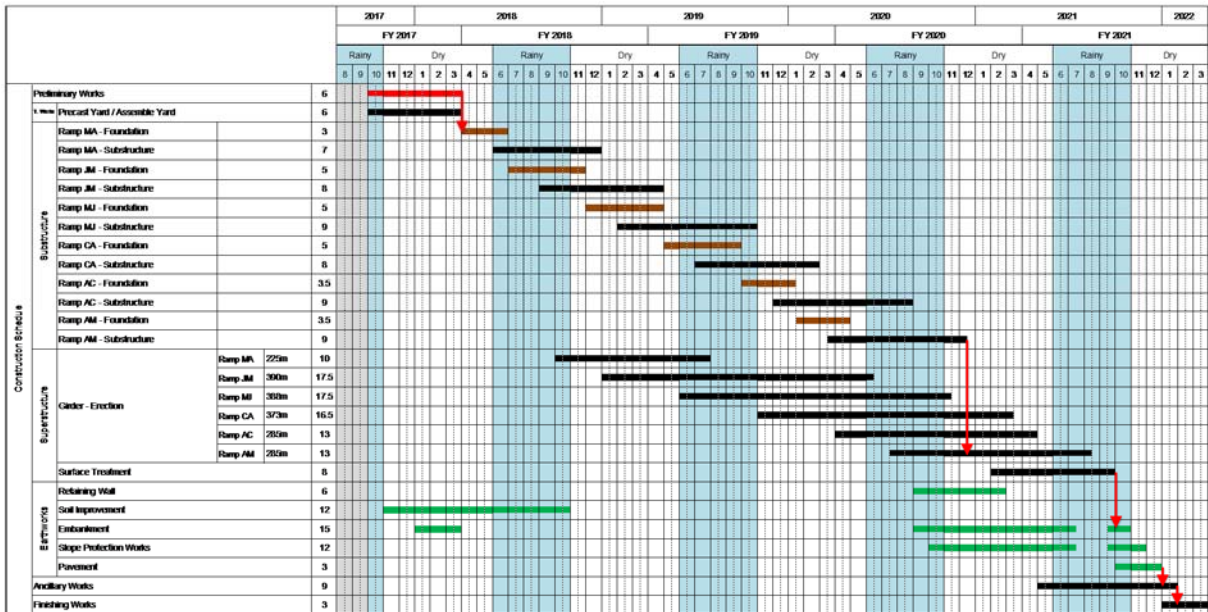 2017 2018 2019 2020 2021 2022
FY 2017 FY 2018 FY 2019 FY 2020 FY 2021
Rainy Dry Rainy Dry Rainy Dry Rainy Dry Rainy Dry
8 9 10 11 12 1 2 3 4 5 6 7 8 9 10 11 12 1 2 3 4 5 6 7 8 9 10 11 12 1 2 3 4 5 6 7 8 9 10 11 12 1 2 3 4 5 6 7 8 9 10 11 12 1 2 3
Construction Schedule
Preliminary Works 6
1. Works Precast Yard / Assemble Yard 6
Substructure
Ramp MA - Foundation 3
Ramp MA - Substructure 7
Ramp JM - Foundation 5
Ramp JM - Substructure 8
Ramp MJ - Foundation 5
Ramp MJ - Substructure 9
Ramp CA - Foundation 5
Ramp CA - Substructure 8
Ramp AC - Foundation 3.5
Ramp AC - Substructure 9
Ramp AM - Foundation 3.5
Ramp AM - Substructure 9
Superstructure
Girder - Erection
Ramp MA 225m 10
Ramp JM 390m 17.5
Ramp MJ 388m 17.5
Ramp CA 373m 16.5
Ramp AC 285m 13
Ramp AM 285m 13
Surface Treatment 8
Earthworks
Retaining Wall 6
Soil Improvement 12
Embankment 15
Slope Protection Works 12
Pavement 3
Ancillary Works 9
Finishing Works 3